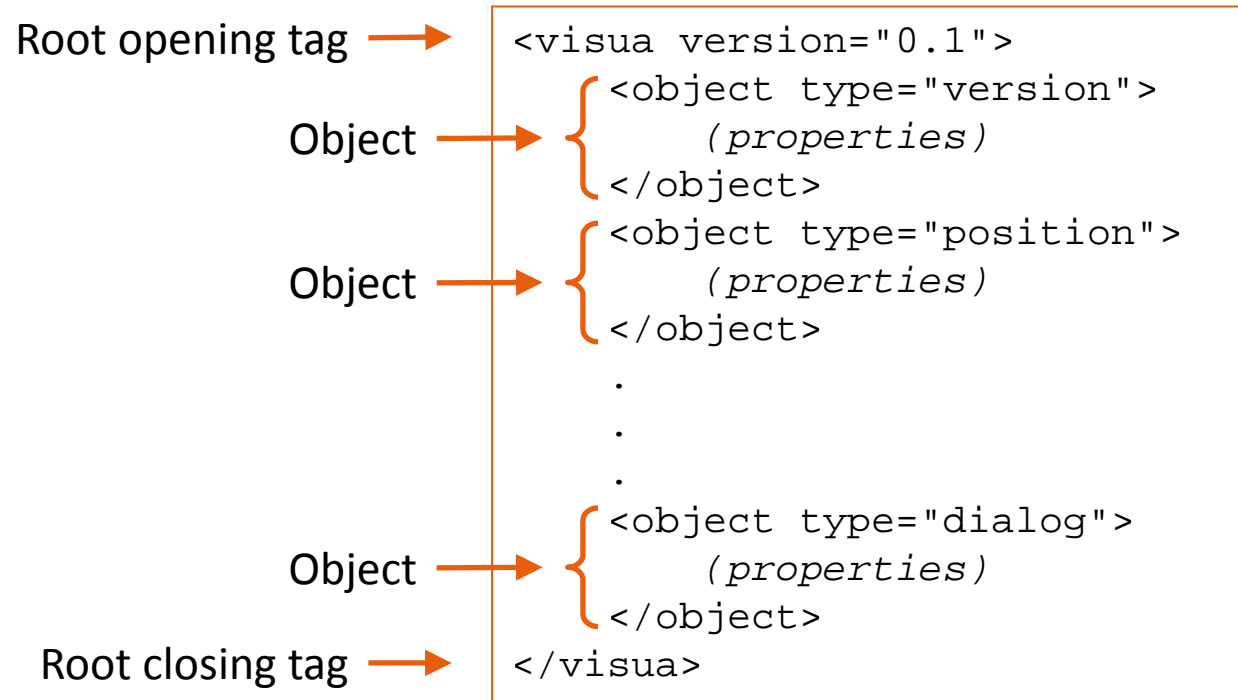 Root opening tag <visua version="0.1">
<object type="version">
Object (properties)
</object>
<object type="position">
Object (properties)
</object>
.
.
.
<object type="dialog">
Object (properties)
</object>
Root closing tag </visua>